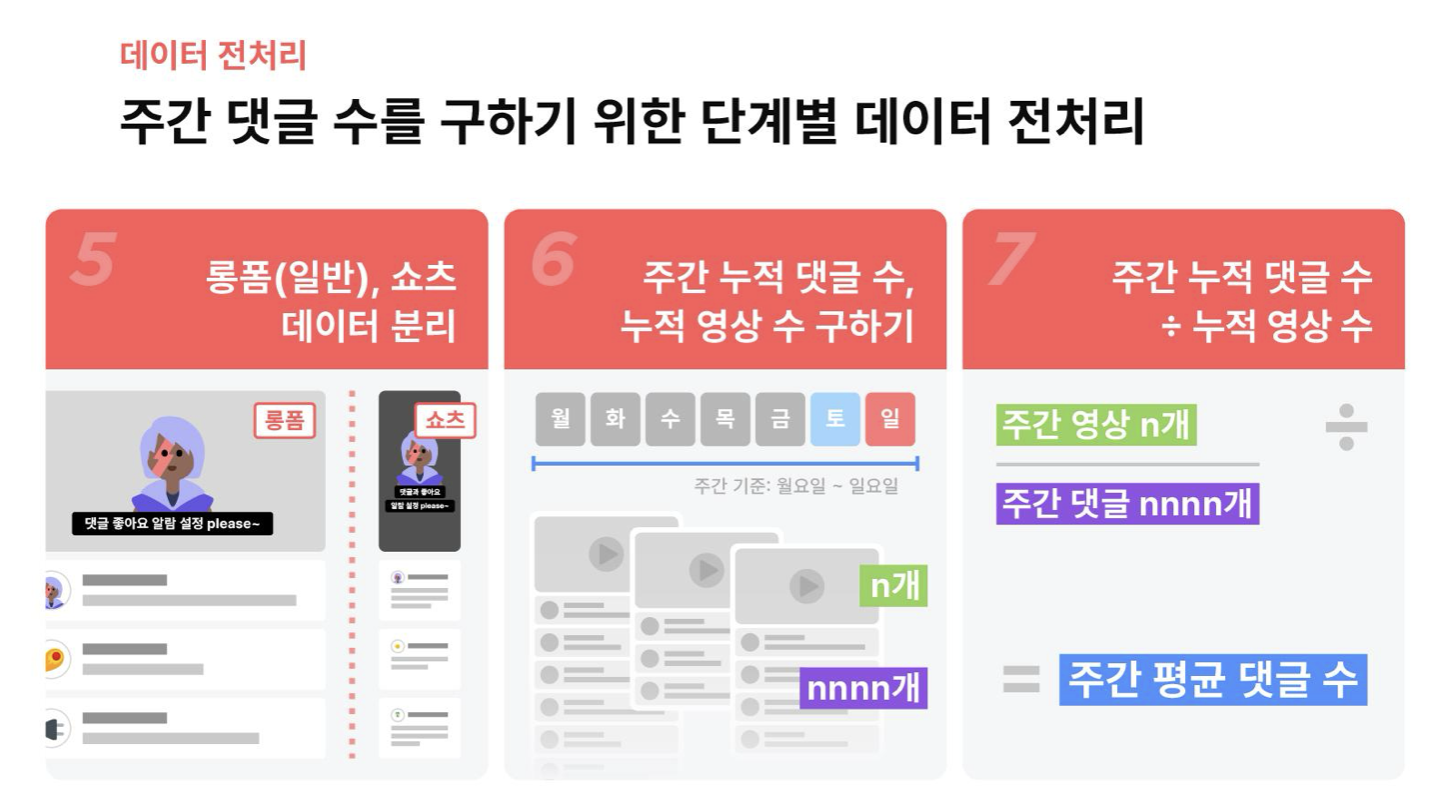 데이터 전처리
주간 댓글 수를 구하기 위한 단계별 데이터 전처리
5
롱폼(일반), 쇼츠
데이터 분리
롱폼
댓글 좋아요 알람 설정 please~
쇼츠
댓글과 좋아요
알림 설정 please~
6
주간 누적 댓글 수,
누적 영상 수 구하기
월 화 수 목 금 토 일
주간 기준: 월요일 ~ 일요일
n개
nnnn개
7
주간 누적 댓글 수
÷ 누적 영상 수
주간 영상 n개
÷
주간 댓글 nnnn개
= 주간 평균 댓글 수